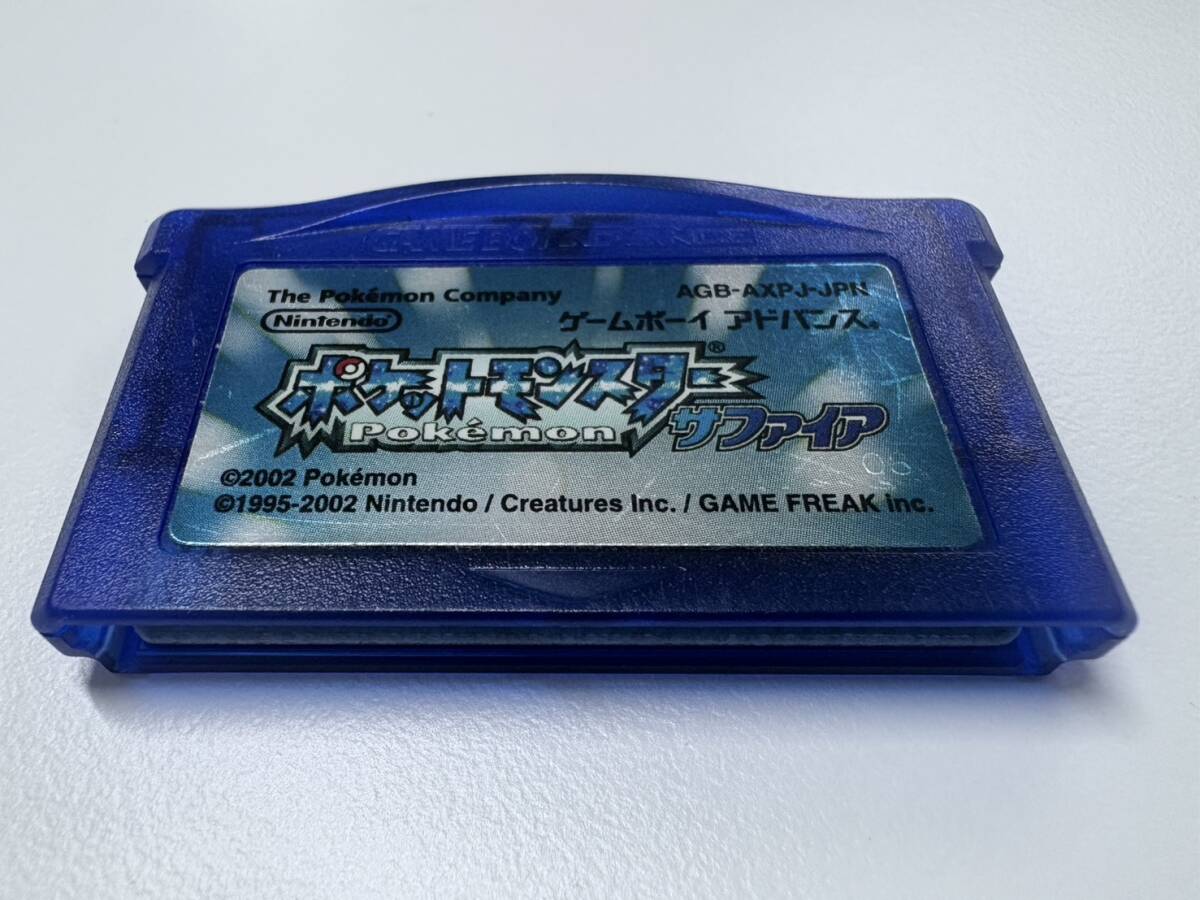 GAME BOY ADVANCE
The Pokémon Company
AGB-AXPJ-JPN
Nintendo®
ゲームボーイ アドバンス®
ポケットモンスター®
Pokémon
サファイア
06
©2002 Pokémon
©1995-2002 Nintendo / Creatures Inc. / GAME FREAK inc.